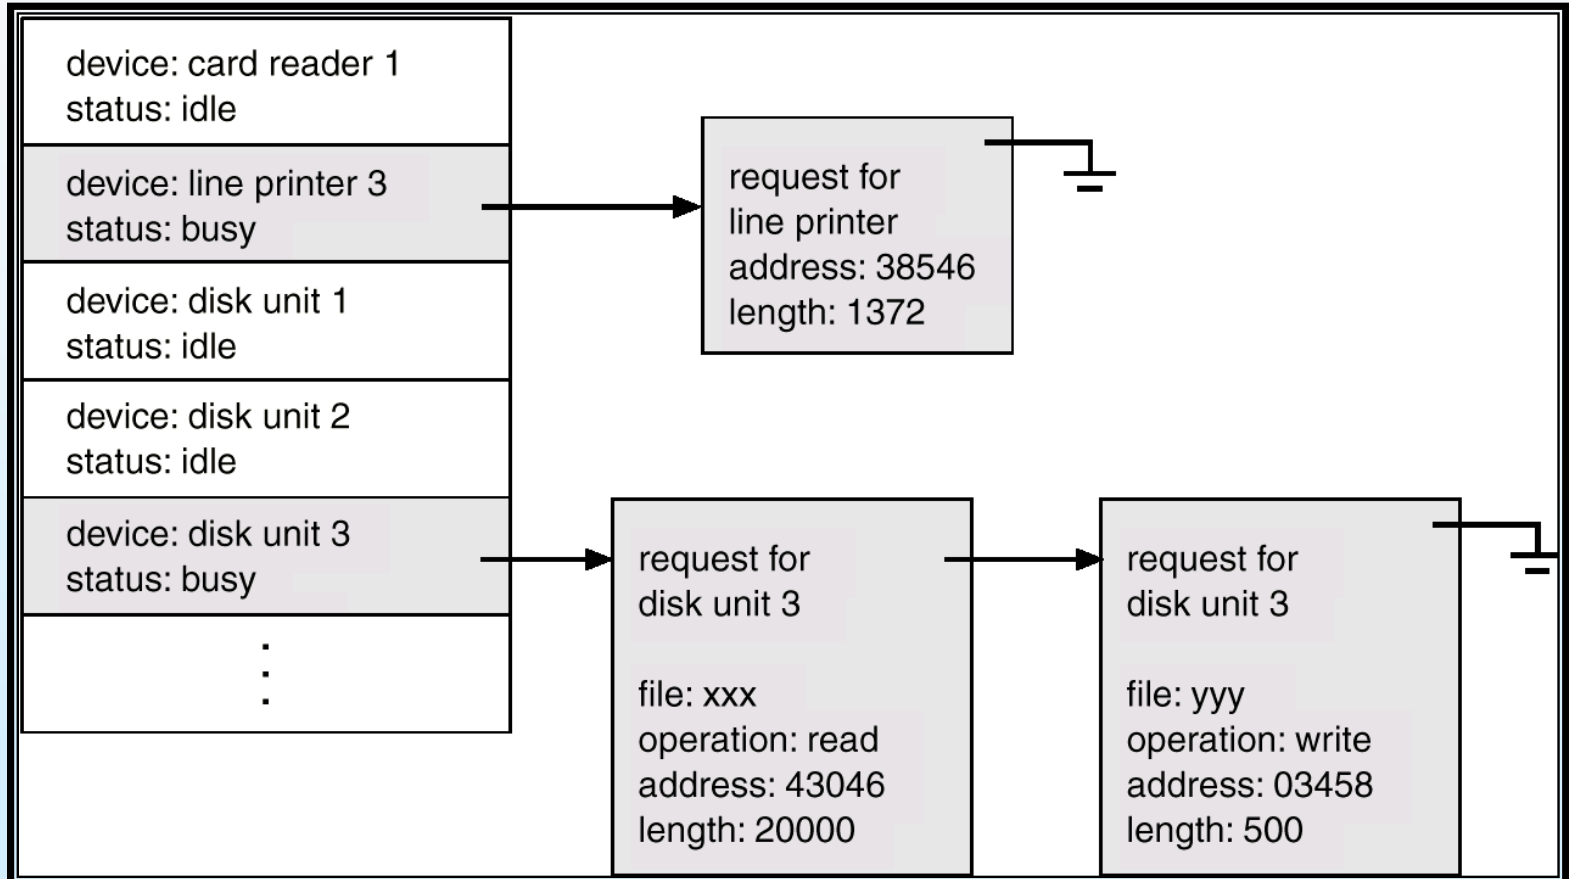 device: card reader 1
status: idle
device: line printer 3
status: busy
device: disk unit 1
status: idle
device: disk unit 2
status: idle
device: disk unit 3
status: busy
request for
line printer
address: 38546
length: 1372
request for
disk unit 3
file: xxx
operation: read
address: 43046
length: 20000
request for
disk unit 3
file: yyy
operation: write
address: 03458
length: 500